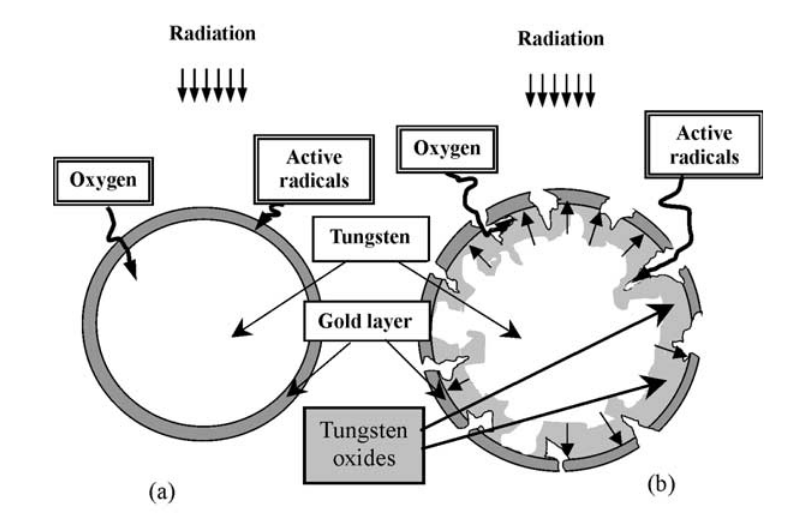 Radiation
Radiation
Oxygen
Active
radicals
Oxygen
Active
radicals
Tungsten
Gold layer
Tungsten
oxides
(a)
(b)